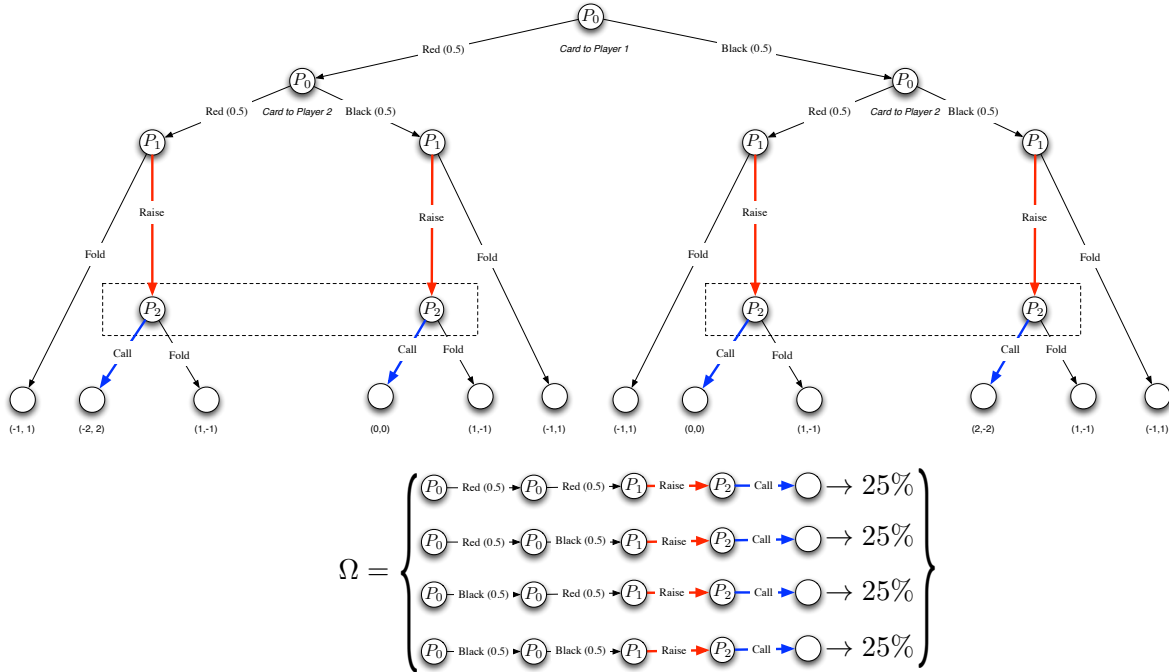 P₀
Card to Player 1
Red (0.5) Black (0.5)
P₀ P₀
Card to Player 2 Card to Player 2
Red (0.5) Black (0.5) Red (0.5) Black (0.5)
P₁ P₁ P₁ P₁
Raise Raise Raise Raise
Fold Fold Fold Fold
P₂ P₂ P₂ P₂
Call Fold Call Fold Call Fold Call Fold
(-1, 1) (-2, 2) (1,-1) (0,0) (1,-1) (-1,1) (-1,1) (0,0) (1,-1) (2,-2) (1,-1) (-1,1)
P₀ Red (0.5) P₀ Red (0.5) P₁ Raise P₂ Call → 25%
P₀ Red (0.5) P₀ Black (0.5) P₁ Raise P₂ Call → 25%
Ω =
P₀ Black (0.5) P₀ Red (0.5) P₁ Raise P₂ Call → 25%
P₀ Black (0.5) P₀ Black (0.5) P₁ Raise P₂ Call → 25%